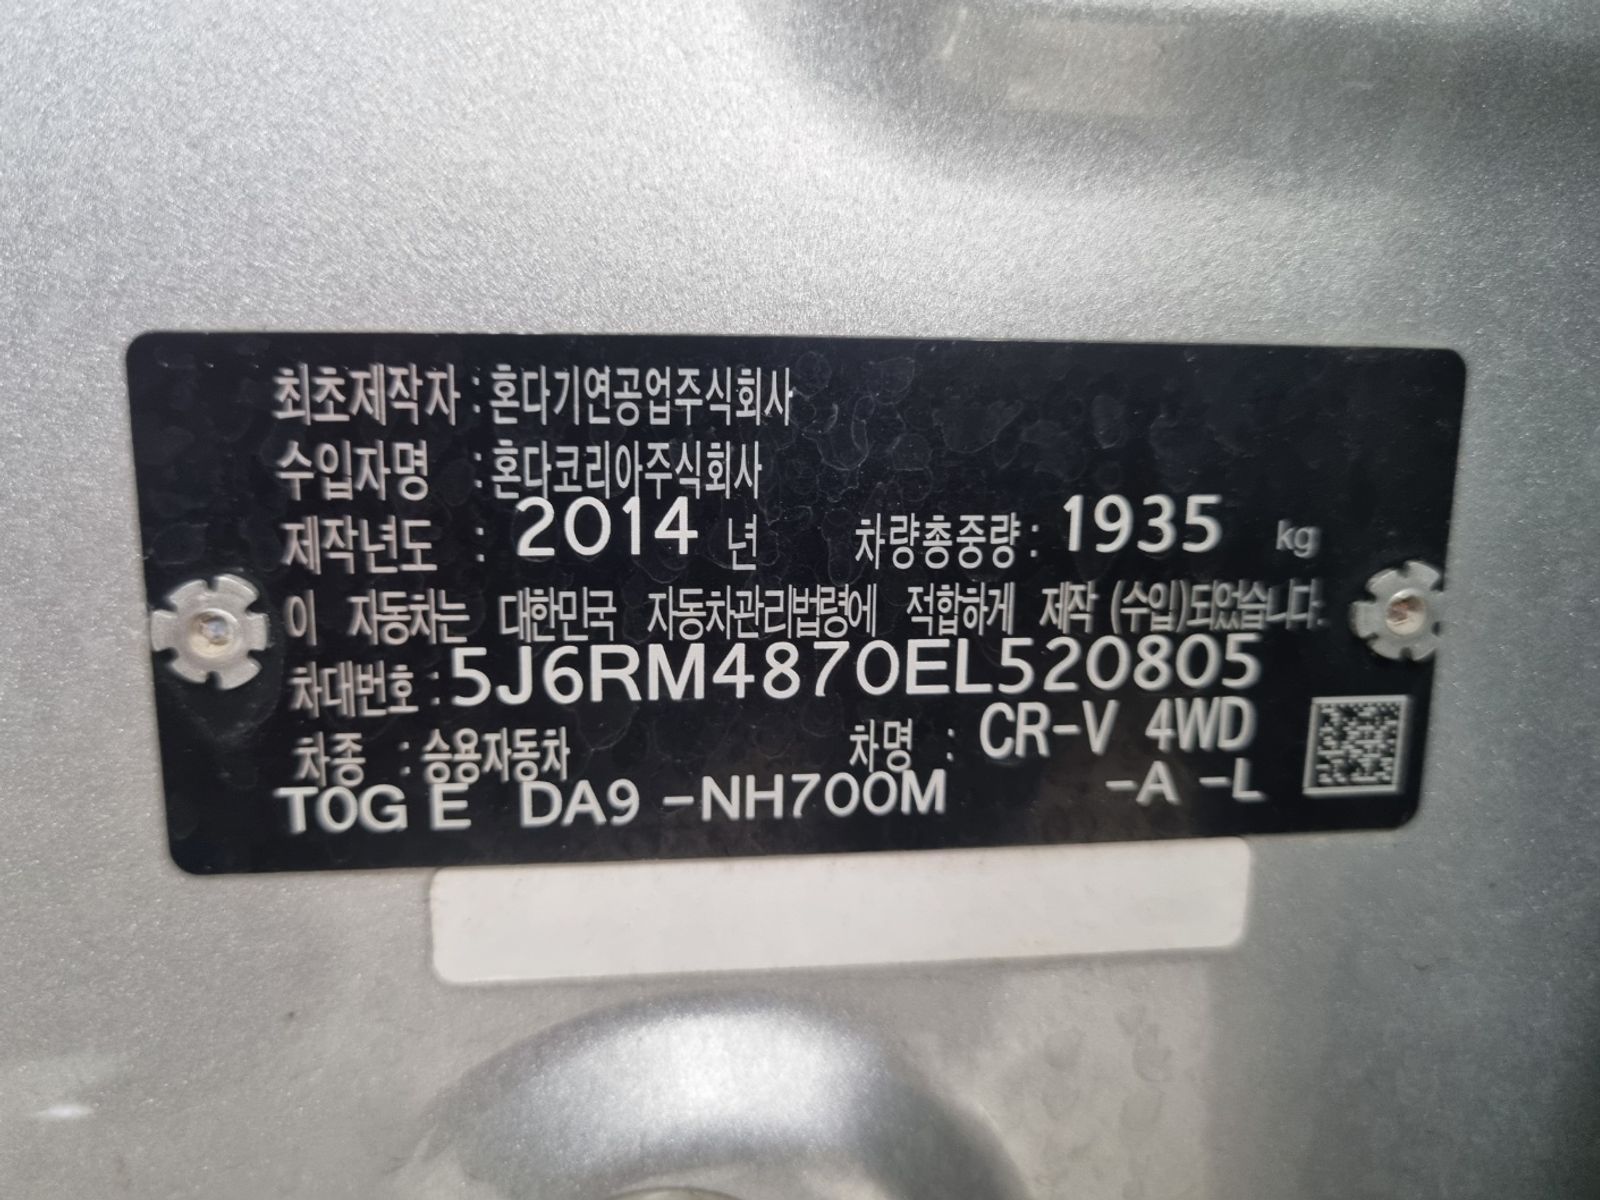 최초제작자 : 혼다기연공업주식회사
수입자명 : 혼다코리아주식회사
제작년도 : 2014 년 차량총중량 : 1935 kg
이 자동차는 대한민국 자동차관리법령에 적합하게 제작 (수입)되었습니다.
차대번호 : 5J6RM4870EL520805
차종 : 승용자동차 차명 : CR-V 4WD
T0G E DA9 -NH700M -A -L